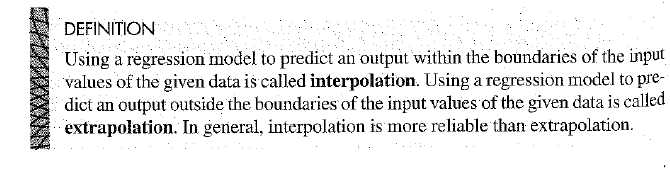 DEFINITION
Using a regression model to predict an output within the boundaries of the input
values of the given data is called interpolation. Using a regression model to pre-
dict an output outside the boundaries of the input values of the given data is called
extrapolation. In general, interpolation is more reliable than extrapolation.